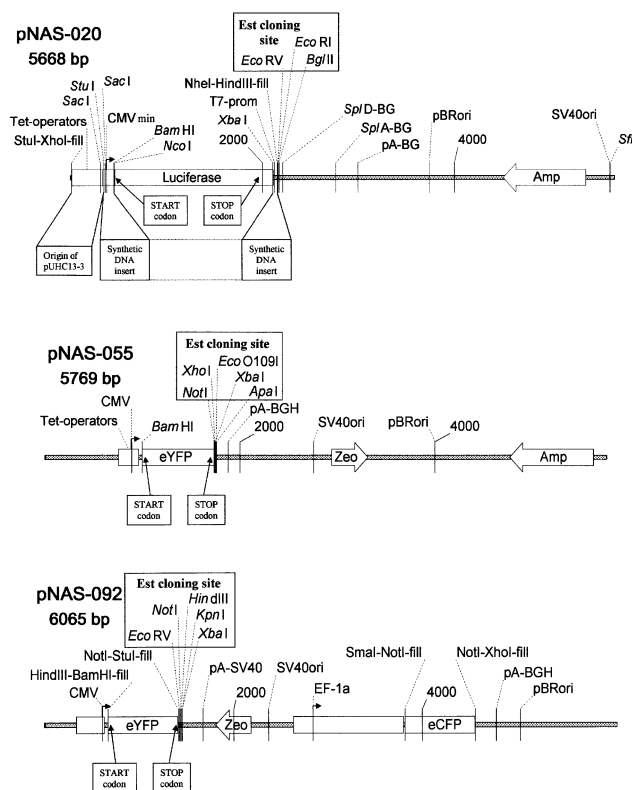 pNAS-020
5668 bp
Est cloning
site
Eco RI
Eco RV
Bgl II
Sac I
Stu I
Sac I
NheI-HindIII-fill
T7-prom
CMV min
Xba I
Spl D-BG
Spl A-BG
pA-BG
pBRori
SV40ori
Sfi
Tet-operators
Bam HI
Nco I
2000
4000
StuI-XhoI-fill
Luciferase
Amp
START
codon
STOP
codon
Origin of
pUHC13-3
Synthetic
DNA
insert
Synthetic
DNA
insert
pNAS-055
5769 bp
Est cloning site
Xho I
Eco O109I
Xba I
Not I
Apa I
CMV
pA-BGH
Tet-operators
Bam HI
2000
SV40ori
pBRori
4000
eYFP
Zeo
Amp
START
codon
STOP
codon
pNAS-092
6065 bp
Est cloning site
Hin dIII
Not I
Kpn I
Eco RV
Xba I
NotI-StuI-fill
SmaI-NotI-fill
NotI-XhoI-fill
HindIII-BamHI-fill
pA-SV40
SV40ori
pA-BGH
CMV
2000
EF-1a
4000
pBRori
eYFP
Zeo
eCFP
START
codon
STOP
codon